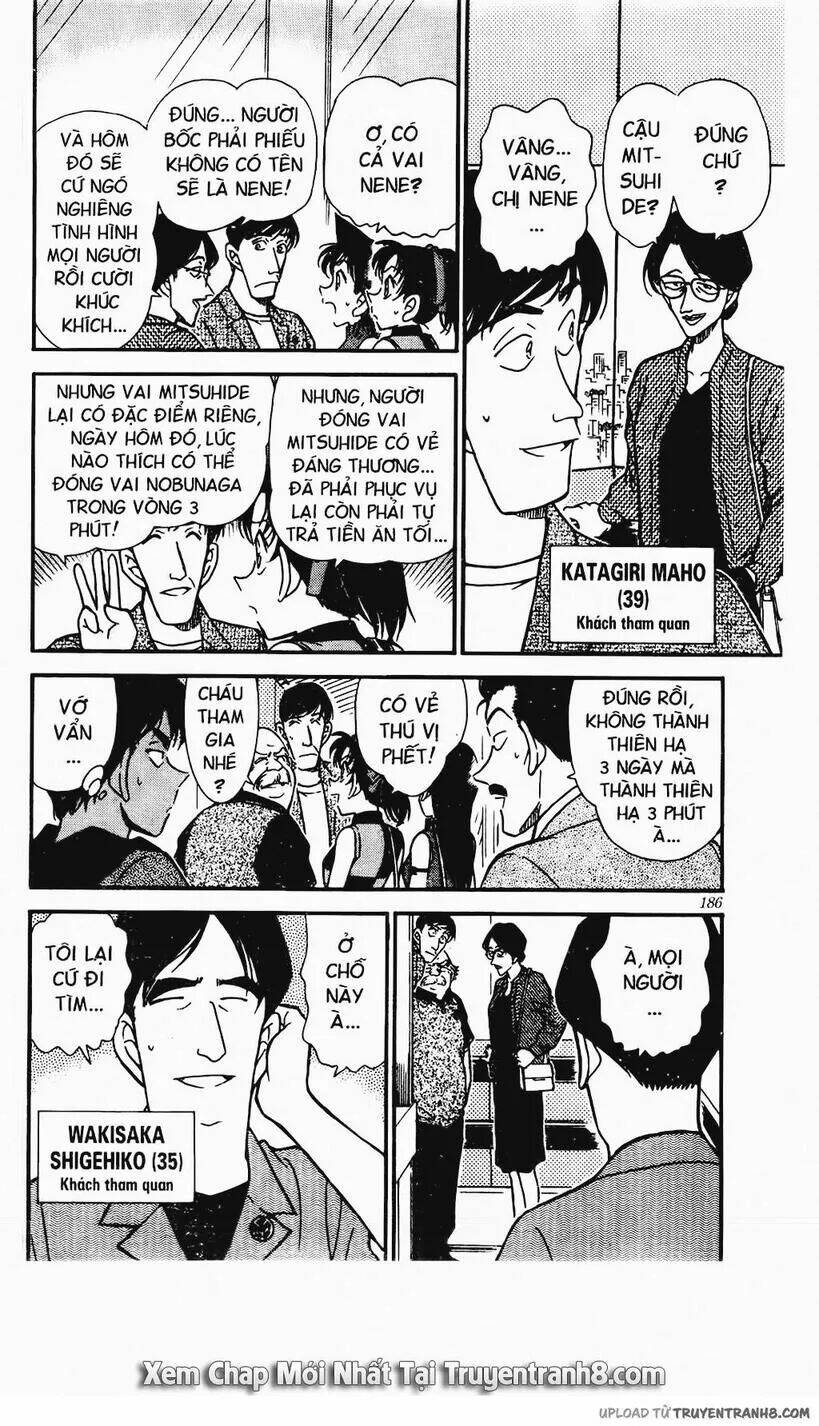 ĐÚNG
CHỨ
?
CẬU
MIT-
SUHI
DE?
VÂNG...
VÂNG,
CHỊ NENE
...
KATAGIRI MAHO
(39)
Khách tham quan
Ơ, CÓ
CẢ VAI
NENE?
ĐÚNG... NGƯỜI
BỐC PHẢI PHIẾU
KHÔNG CÓ TÊN
SẼ LÀ NENE!
VÀ HÔM
ĐÓ SẼ
CỨ NGÓ
NGHIÊNG
TÌNH HÌNH
MỌI NGƯỜI
RỒI CƯỜI
KHÚC
KHÍCH...
NHƯNG, NGƯỜI
ĐÓNG VAI
MITSUHIDE CÓ VẺ
ĐÁNG THƯƠNG...
ĐÃ PHẢI PHỤC VỤ
LẠI CÒN PHẢI TỰ
TRẢ TIỀN ĂN TỐI...
NHƯNG VAI MITSUHIDE
LẠI CÓ ĐẶC ĐIỂM RIÊNG,
NGÀY HÔM ĐÓ, LÚC
NÀO THÍCH CÓ THỂ
ĐÓNG VAI NOBUNAGA
TRONG VÒNG 3
PHÚT!
ĐÚNG RỒI,
KHÔNG THÀNH
THIÊN HẠ
3 NGÀY MÀ
THÀNH THIÊN
HẠ 3 PHÚT
À...
CÓ VẺ
THÚ VỊ
PHẾT!
CHÁU
THAM
GIA
NHÉ
?
VỚ
VẨN
...
186
À, MỌI
NGƯỜI
...
Ở
CHỖ
NÀY
À...
TÔI LẠI
CỨ ĐI
TÌM...
WAKISAKA
SHIGEHIKO (35)
Khách tham quan
Xem Chap Mới Nhất Tại Truyentranh8.com
UPLOAD TỪ TRUYENTRANH8.COM